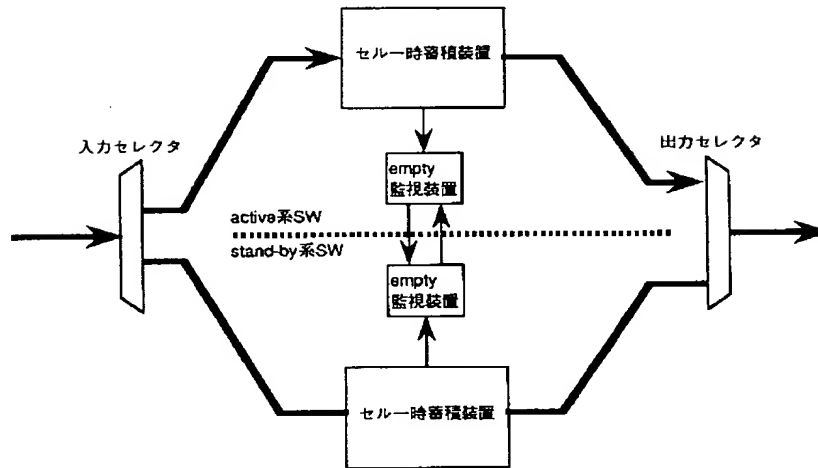 セル一時蓄積装置
入力セレクタ
出力セレクタ
empty
監視装置
active系SW
stand-by系SW
empty
監視装置
セル一時蓄積装置